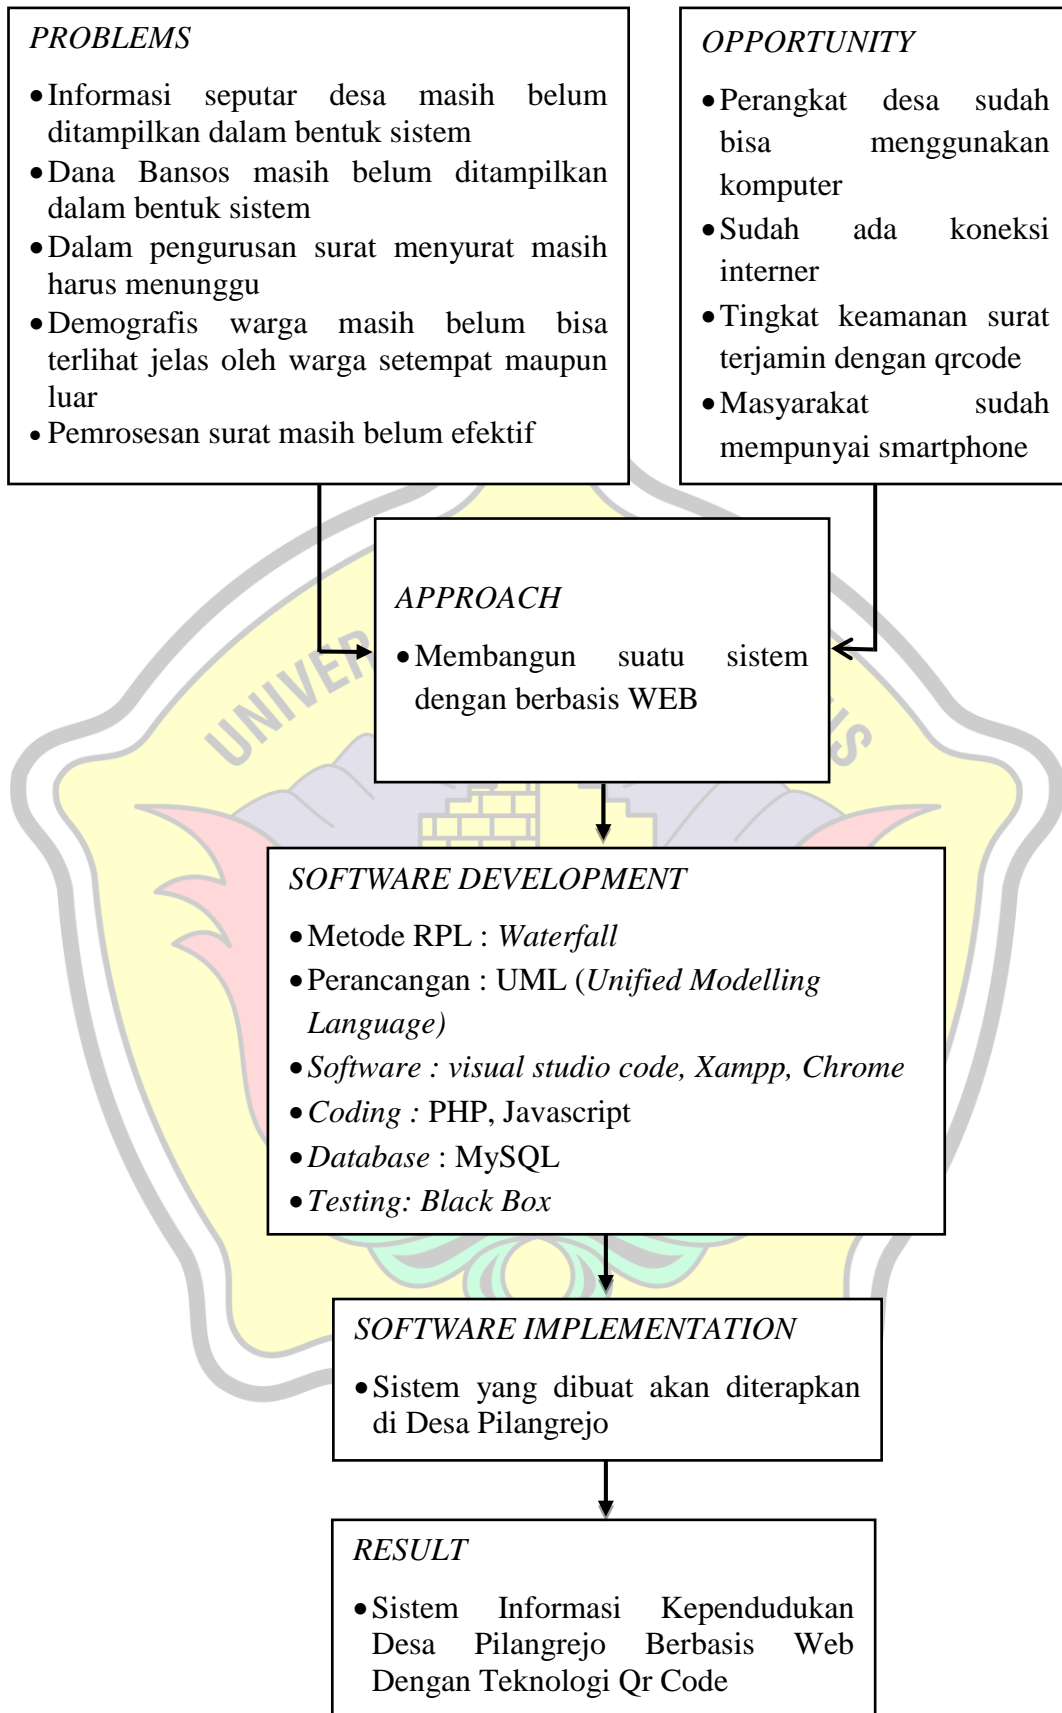 PROBLEMS
•Informasi seputar desa masih belum
ditampilkan dalam bentuk sistem
•Dana Bansos masih belum ditampilkan
dalam bentuk sistem
•Dalam pengurusan surat menyurat masih
harus menunggu
•Demografis warga masih belum bisa
terlihat jelas oleh warga setempat maupun
luar
•Pemrosesan surat masih belum efektif
OPPORTUNITY
•Perangkat desa sudah
bisa menggunakan
komputer
•Sudah ada koneksi
interner
•Tingkat keamanan surat
terjamin dengan qrcode
•Masyarakat sudah
mempunyai smartphone
APPROACH
•Membangun suatu sistem
dengan berbasis WEB
SOFTWARE DEVELOPMENT
•Metode RPL : Waterfall
•Perancangan : UML (Unified Modelling
Language)
•Software : visual studio code, Xampp, Chrome
•Coding : PHP, Javascript
•Database : MySQL
•Testing: Black Box
SOFTWARE IMPLEMENTATION
•Sistem yang dibuat akan diterapkan
di Desa Pilangrejo
RESULT
•Sistem Informasi Kependudukan
Desa Pilangrejo Berbasis Web
Dengan Teknologi Qr Code